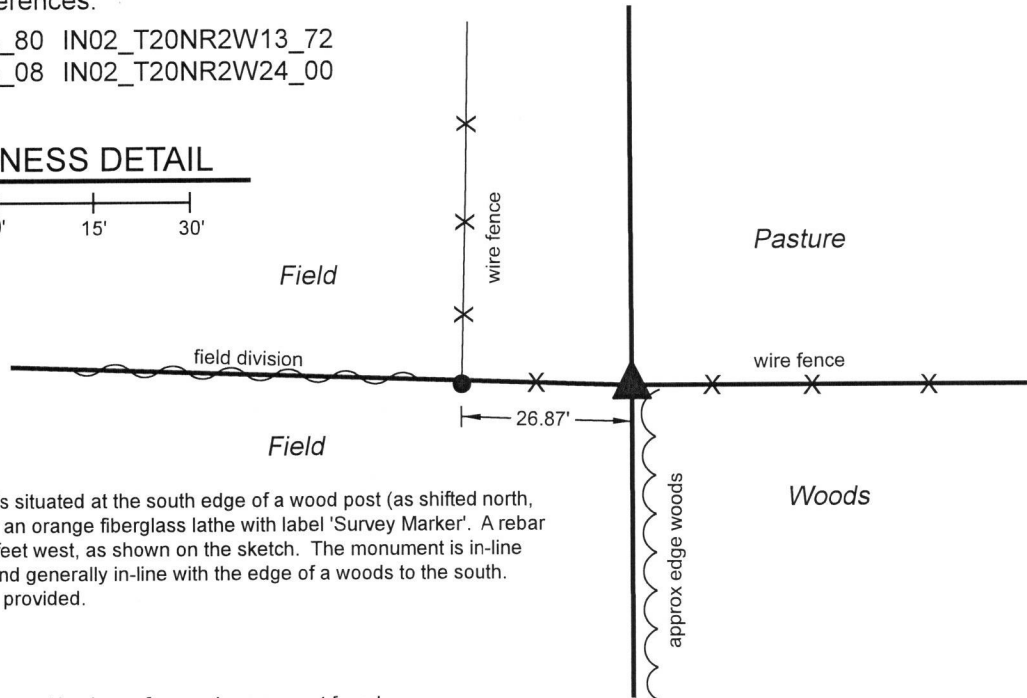 erences:
_80 IN02_T20NR2W13_72
_08 IN02_T20NR2W24_00
NESS DETAIL
0' 15' 30'
wire fence
Pasture
Field
field division
wire fence
26.87'
Field
Woods
approx edge woods
s situated at the south edge of a wood post (as shifted north,
an orange fiberglass lathe with label 'Survey Marker'. A rebar
feet west, as shown on the sketch. The monument is in-line
nd generally in-line with the edge of a woods to the south.
provided.